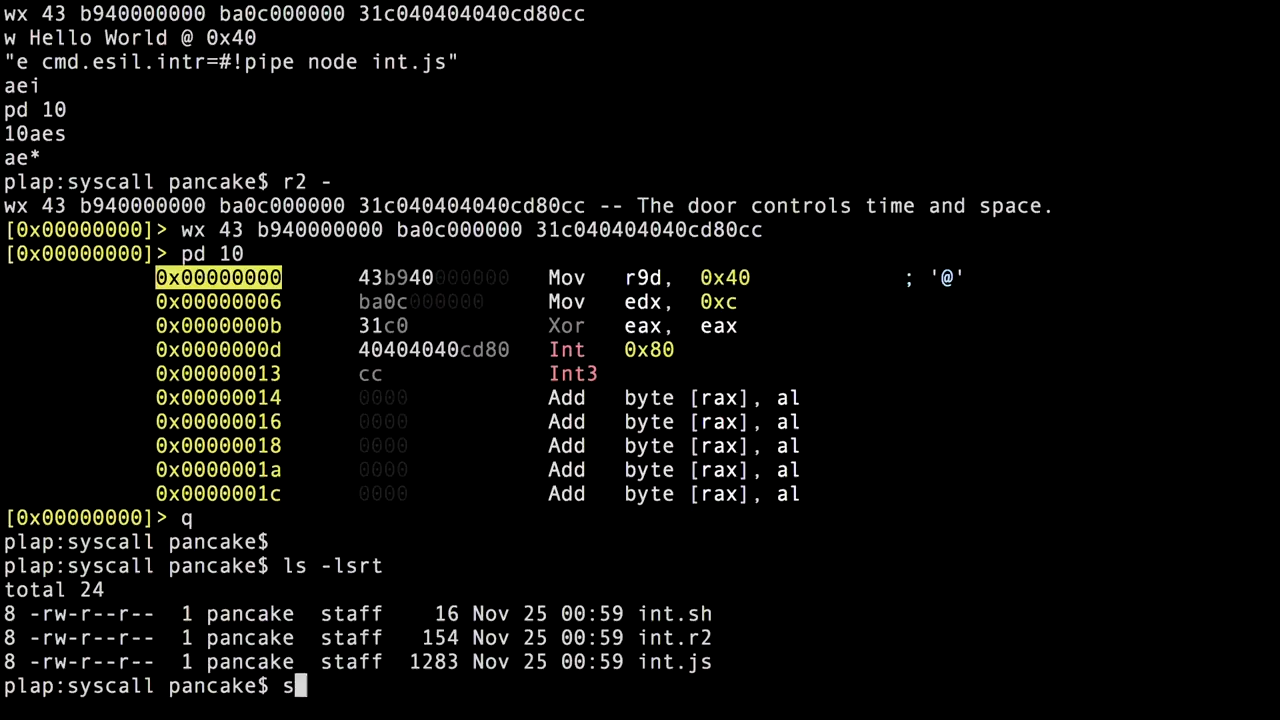 wx 43 b940000000 ba0c000000 31c040404040cd80cc
w Hello World @ 0x40
"e cmd.esil.intr=#!pipe node int.js"
aei
pd 10
10aes
ae*
plap:syscall pancake$ r2 -
wx 43 b940000000 ba0c000000 31c040404040cd80cc -- The door controls time and space.
[0x00000000]> wx 43 b940000000 ba0c000000 31c040404040cd80cc
[0x00000000]> pd 10
0x00000000 43b940000000 Mov r9d, 0x40 ; '@'
0x00000006 ba0c000000 Mov edx, 0xc
0x0000000b 31c0 Xor eax, eax
0x0000000d 40404040cd80 Int 0x80
0x00000013 cc Int3
0x00000014 0000 Add byte [rax], al
0x00000016 0000 Add byte [rax], al
0x00000018 0000 Add byte [rax], al
0x0000001a 0000 Add byte [rax], al
0x0000001c 0000 Add byte [rax], al
[0x00000000]> q
plap:syscall pancake$
plap:syscall pancake$ ls -lsrt
total 24
8 -rw-r--r-- 1 pancake staff 16 Nov 25 00:59 int.sh
8 -rw-r--r-- 1 pancake staff 154 Nov 25 00:59 int.r2
8 -rw-r--r-- 1 pancake staff 1283 Nov 25 00:59 int.js
plap:syscall pancake$ s